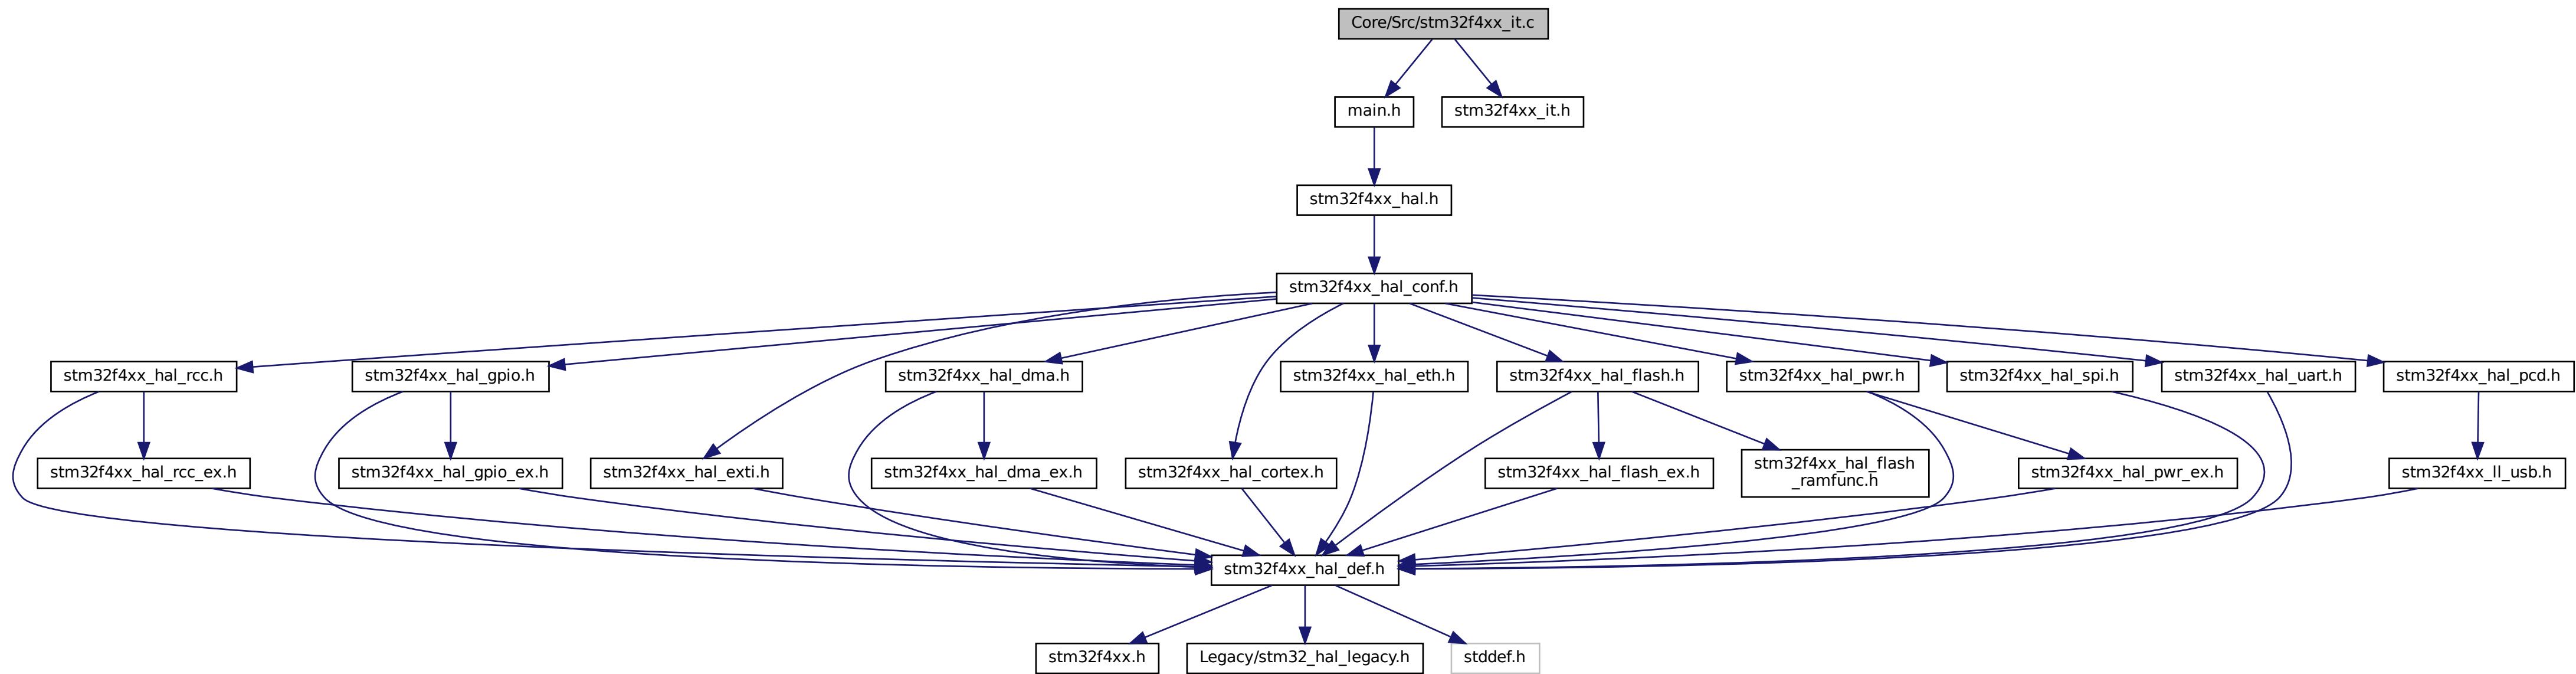 Core/Src/stm32f4xx_it.c
main.h
stm32f4xx_it.h
stm32f4xx_hal.h
stm32f4xx_hal_conf.h
stm32f4xx_hal_rcc.h
stm32f4xx_hal_gpio.h
stm32f4xx_hal_dma.h
stm32f4xx_hal_eth.h
stm32f4xx_hal_flash.h
stm32f4xx_hal_pwr.h
stm32f4xx_hal_spi.h
stm32f4xx_hal_uart.h
stm32f4xx_hal_pcd.h
stm32f4xx_hal_rcc_ex.h
stm32f4xx_hal_gpio_ex.h
stm32f4xx_hal_exti.h
stm32f4xx_hal_dma_ex.h
stm32f4xx_hal_cortex.h
stm32f4xx_hal_flash_ex.h
stm32f4xx_hal_flash
_ramfunc.h
stm32f4xx_hal_pwr_ex.h
stm32f4xx_ll_usb.h
stm32f4xx_hal_def.h
stm32f4xx.h
Legacy/stm32_hal_legacy.h
stddef.h